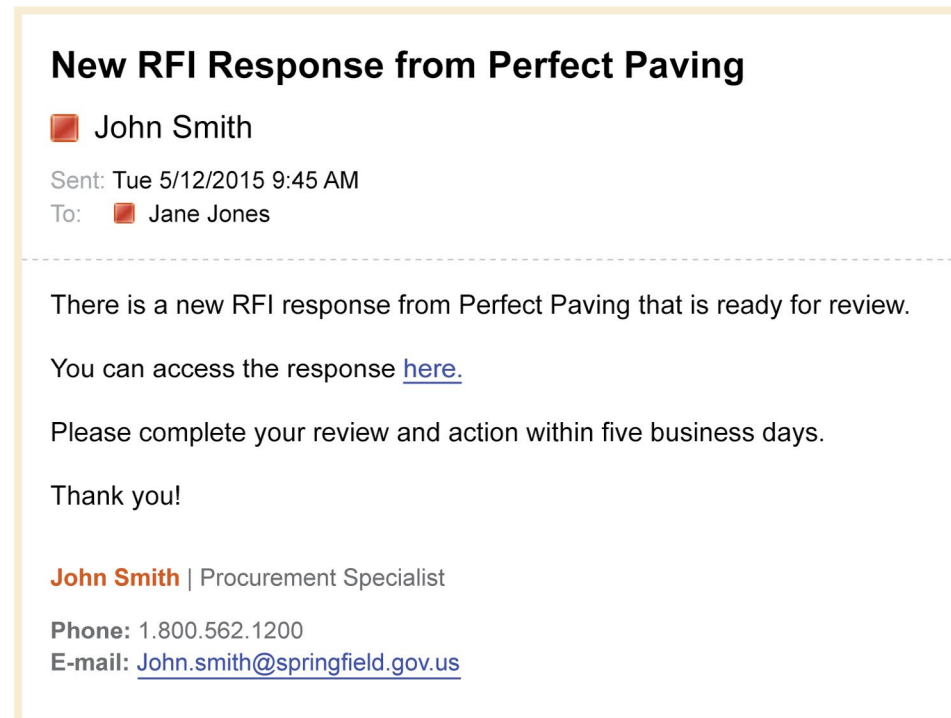 New RFI Response from Perfect Paving
John Smith
Sent: Tue 5/12/2015 9:45 AM
To: Jane Jones
There is a new RFI response from Perfect Paving that is ready for review.
You can access the response here.
Please complete your review and action within five business days.
Thank you!
John Smith | Procurement Specialist
Phone: 1.800.562.1200
E-mail: John.smith@springfield.gov.us